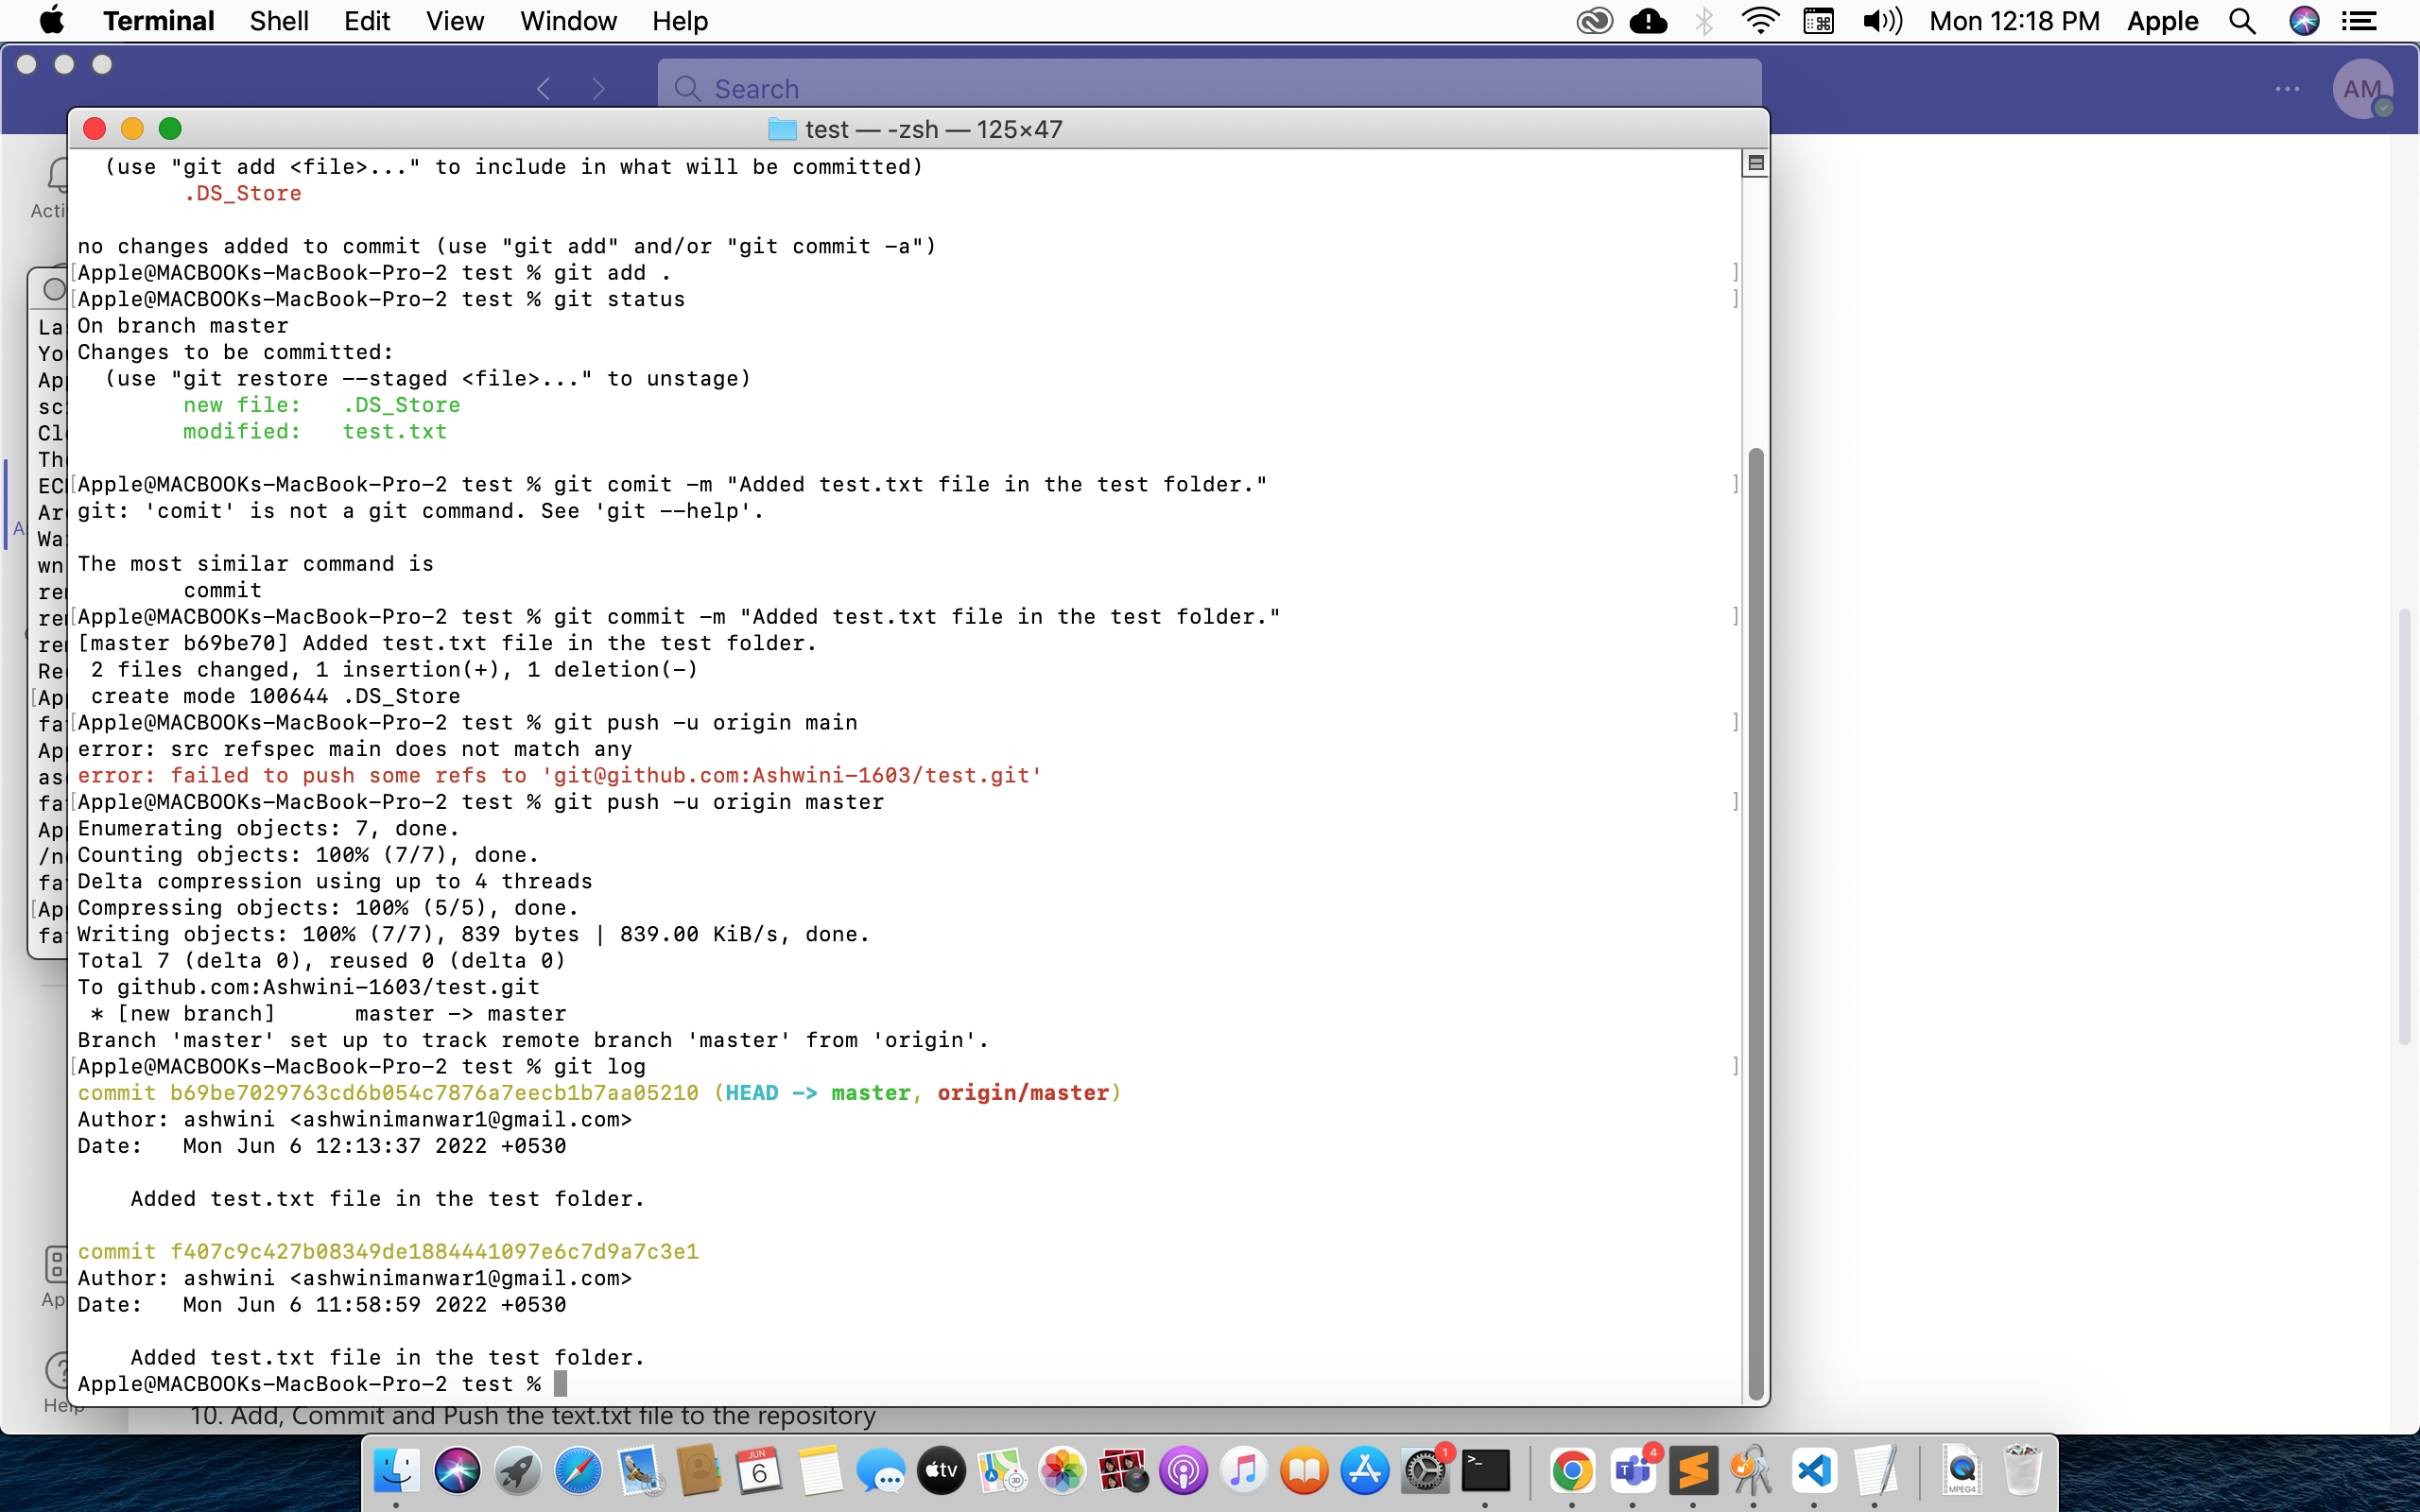 Terminal Shell Edit View Window Help Mon 12:18 PM Apple
Search
AM
test — -zsh — 125×47
(use "git add <file>..." to include in what will be committed)
.DS_Store
no changes added to commit (use "git add" and/or "git commit -a")
[Apple@MACBOOKs-MacBook-Pro-2 test % git add . ]
[Apple@MACBOOKs-MacBook-Pro-2 test % git status ]
On branch master
Changes to be committed:
(use "git restore --staged <file>..." to unstage)
new file: .DS_Store
modified: test.txt
[Apple@MACBOOKs-MacBook-Pro-2 test % git comit -m "Added test.txt file in the test folder." ]
git: 'comit' is not a git command. See 'git --help'.
The most similar command is
commit
[Apple@MACBOOKs-MacBook-Pro-2 test % git commit -m "Added test.txt file in the test folder." ]
[master b69be70] Added test.txt file in the test folder.
2 files changed, 1 insertion(+), 1 deletion(-)
create mode 100644 .DS_Store
[Apple@MACBOOKs-MacBook-Pro-2 test % git push -u origin main ]
error: src refspec main does not match any
error: failed to push some refs to 'git@github.com:Ashwini-1603/test.git'
[Apple@MACBOOKs-MacBook-Pro-2 test % git push -u origin master ]
Enumerating objects: 7, done.
Counting objects: 100% (7/7), done.
Delta compression using up to 4 threads
Compressing objects: 100% (5/5), done.
Writing objects: 100% (7/7), 839 bytes | 839.00 KiB/s, done.
Total 7 (delta 0), reused 0 (delta 0)
To github.com:Ashwini-1603/test.git
* [new branch] master -> master
Branch 'master' set up to track remote branch 'master' from 'origin'.
[Apple@MACBOOKs-MacBook-Pro-2 test % git log ]
commit b69be7029763cd6b054c7876a7eecb1b7aa05210 (HEAD -> master, origin/master)
Author: ashwini <ashwinimanwar1@gmail.com>
Date: Mon Jun 6 12:13:37 2022 +0530
Added test.txt file in the test folder.
commit f407c9c427b08349de1884441097e6c7d9a7c3e1
Author: ashwini <ashwinimanwar1@gmail.com>
Date: Mon Jun 6 11:58:59 2022 +0530
Added test.txt file in the test folder.
Apple@MACBOOKs-MacBook-Pro-2 test %
Help
10. Add, Commit and Push the text.txt file to the repository
JUN
6
tv
3D
1
4
MPEG4